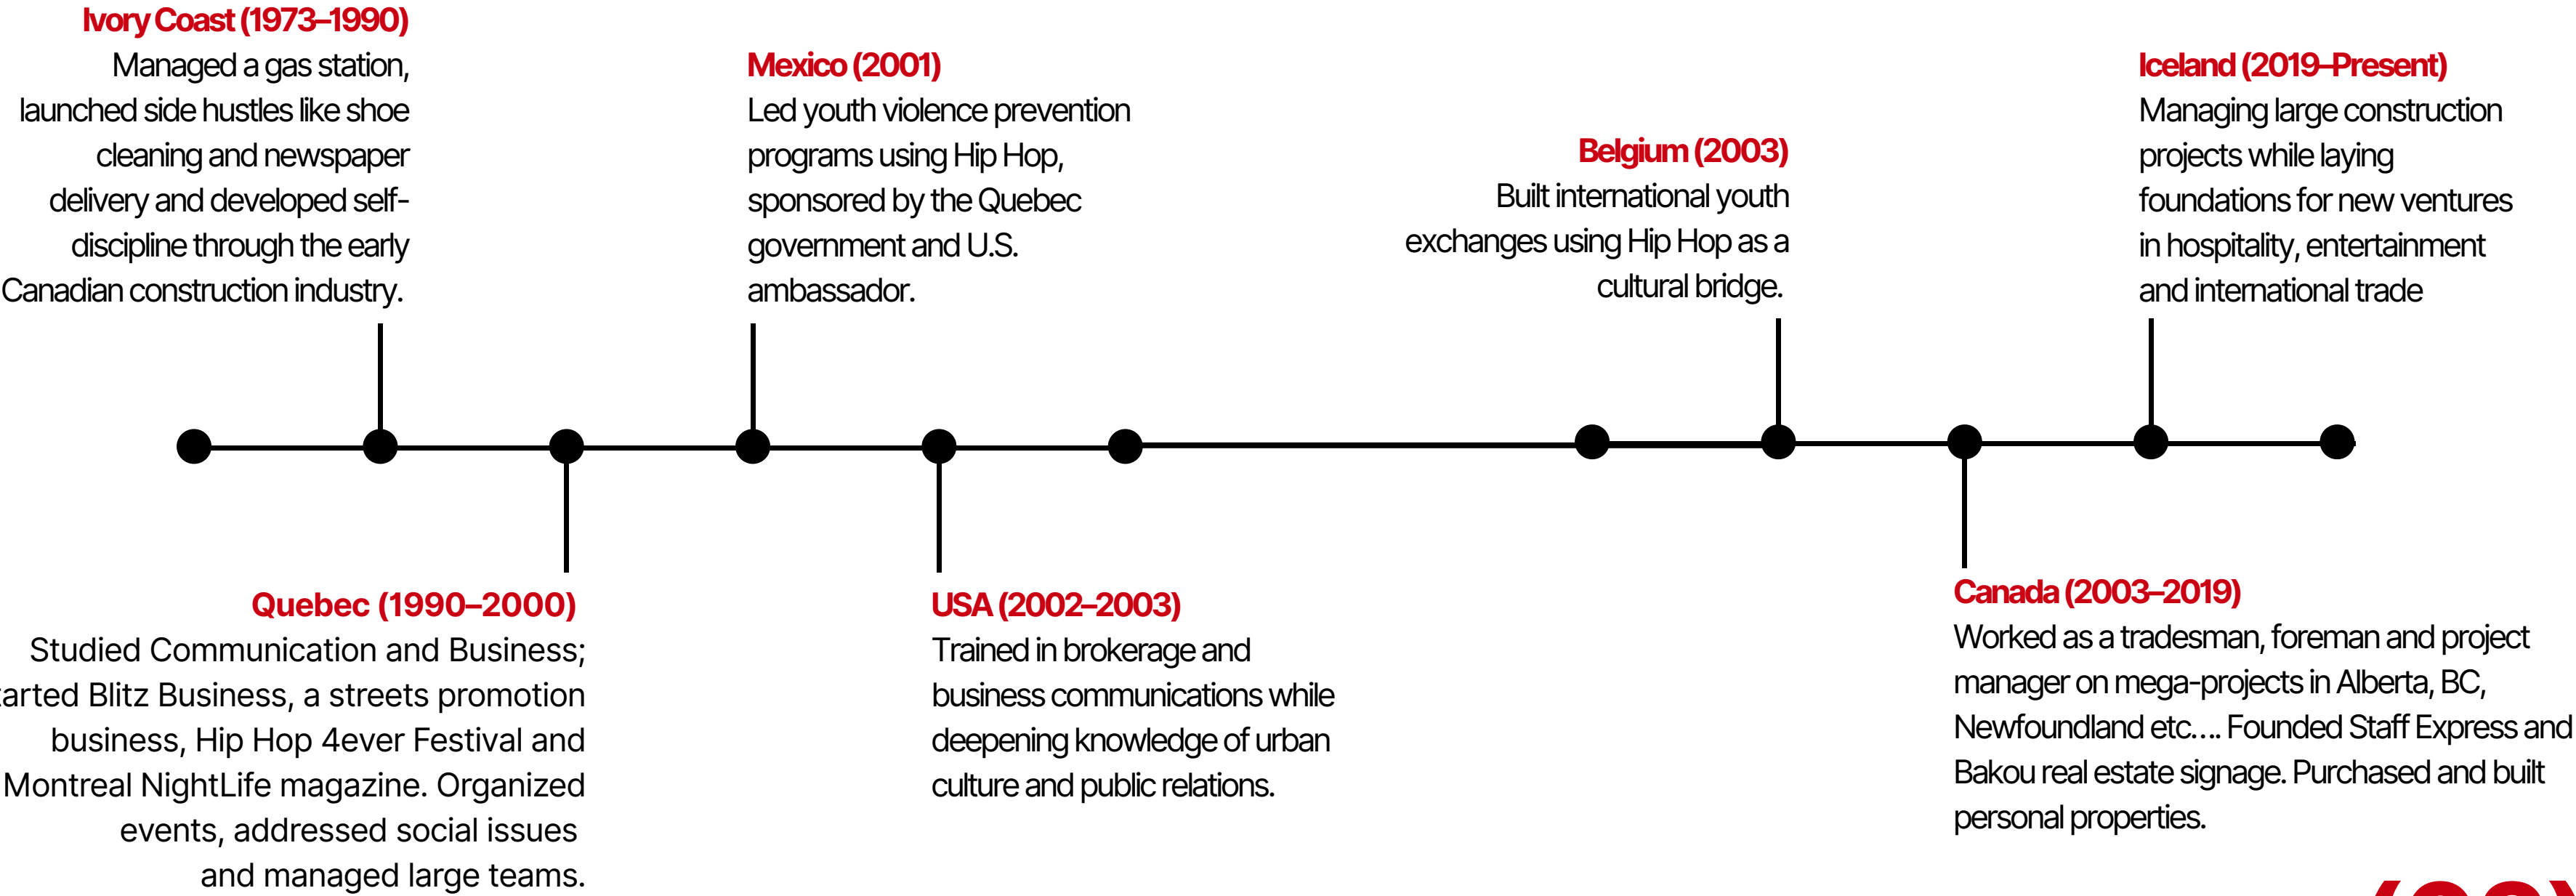 Ivory Coast (1973–1990)
Managed a gas station,
launched side hustles like shoe
cleaning and newspaper
delivery and developed self-
discipline through the early
Canadian construction industry.
Quebec (1990–2000)
Studied Communication and Business;
arted Blitz Business, a streets promotion
business, Hip Hop 4ever Festival and
Montreal NightLife magazine. Organized
events, addressed social issues
and managed large teams.
Mexico (2001)
Led youth violence prevention
programs using Hip Hop,
sponsored by the Quebec
government and U.S.
ambassador.
USA (2002–2003)
Trained in brokerage and
business communications while
deepening knowledge of urban
culture and public relations.
Belgium (2003)
Built international youth
exchanges using Hip Hop as a
cultural bridge.
Canada (2003–2019)
Worked as a tradesman, foreman and project
manager on mega-projects in Alberta, BC,
Newfoundland etc…. Founded Staff Express and
Bakou real estate signage. Purchased and built
personal properties.
Iceland (2019–Present)
Managing large construction
projects while laying
foundations for new ventures
in hospitality, entertainment
and international trade